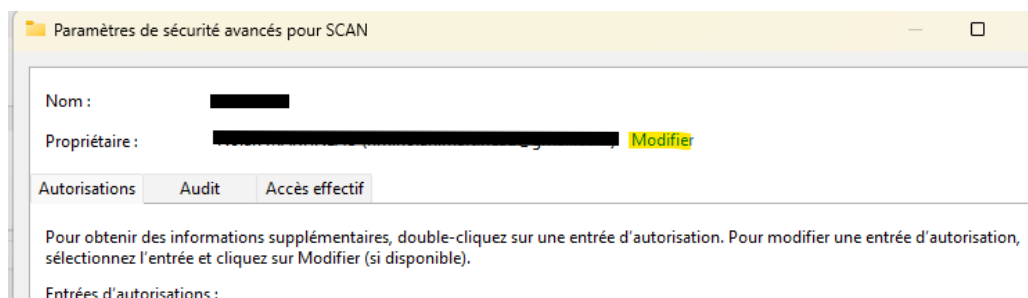 Paramètres de sécurité avancés pour SCAN
Nom :
Propriétaire : Modifier
Autorisations Audit Accès effectif
Pour obtenir des informations supplémentaires, double-cliquez sur une entrée d'autorisation. Pour modifier une entrée d'autorisation,
sélectionnez l'entrée et cliquez sur Modifier (si disponible).
Entrées d'autorisations :